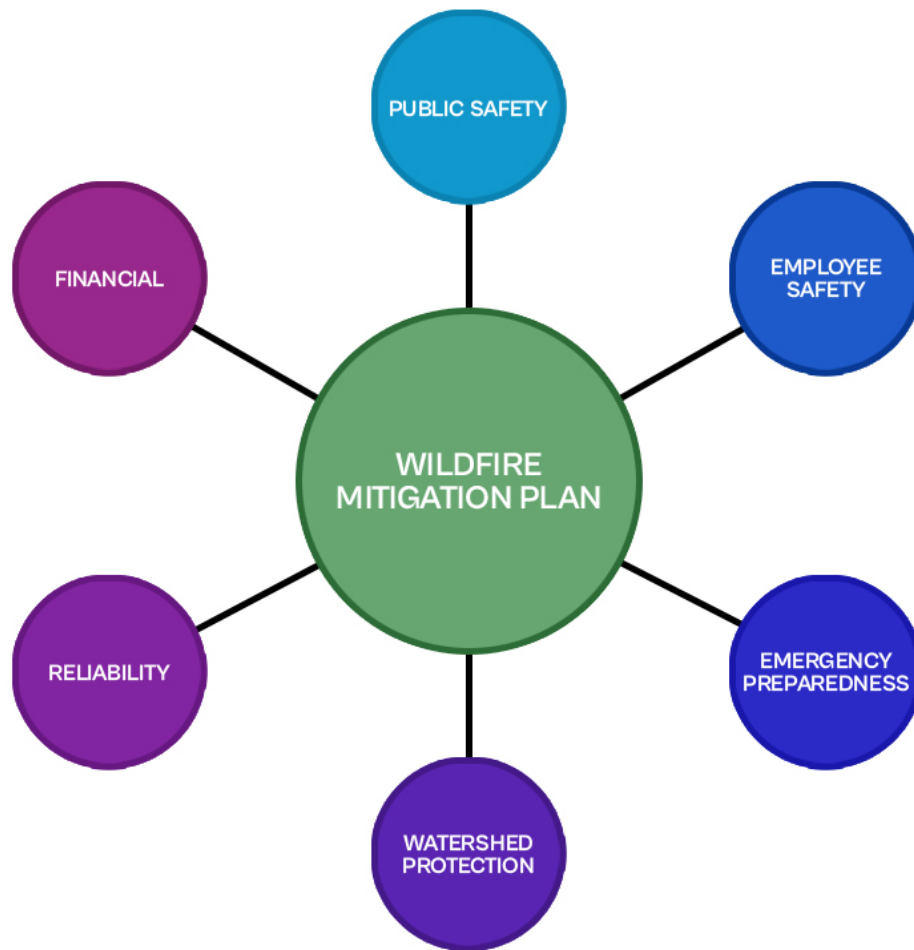 PUBLIC SAFETY
FINANCIAL
EMPLOYEE
SAFETY
WILDFIRE
MITIGATION PLAN
RELIABILITY
EMERGENCY
PREPAREDNESS
WATERSHED
PROTECTION